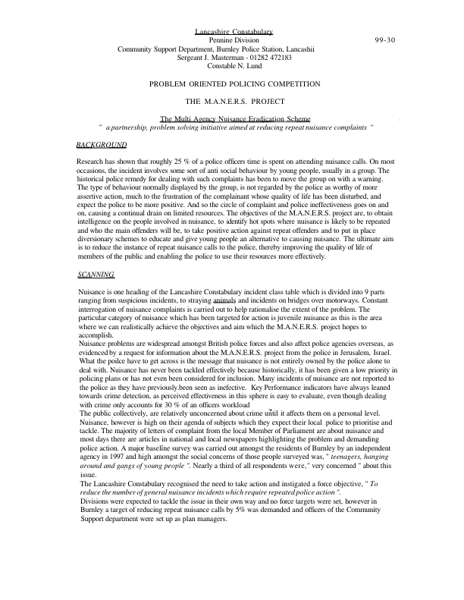 Lancashire Constabulary
Pennine Division
99-30
Community Support Department, Burnley Police Station, Lancashii
Sergeant J. Masterman - 01282 472183
Constable N. Lund
PROBLEM ORIENTED POLICING COMPETITION
THE M.A.N.E.R.S. PROJECT
The Multi Agency Nuisance Eradication Scheme
" a partnership, problem solving initiative aimed at reducing repeat nuisance complaints "
BACKGROUND
Research has shown that roughly 25 % of a police officers time is spent on attending nuisance calls. On most
occasions, the incident involves some sort of anti social behaviour by young people, usually in a group. The
historical police remedy for dealing with such complaints has been to move the group on with a warning.
The type of behaviour normally displayed by the group, is not regarded by the police as worthy of more
assertive action, much to the frustration of the complainant whose quality of life has been disturbed, and
expect the police to be more positive. And so the circle of complaint and police ineffectiveness goes on and
on, causing a continual drain on limited resources. The objectives of the M.A.N.E.R.S. project are, to obtain
intelligence on the people involved in nuisance, to identify hot spots where nuisance is likely to be repeated
and who the main offenders will be, to take positive action against repeat offenders and to put in place
diversionary schemes to educate and give young people an alternative to causing nuisance. The ultimate aim
is to reduce the instance of repeat nuisance calls to the police, thereby improving the quality of life of
members of the public and enabling the police to use their resources more effectively.
SCANNING
Nuisance is one heading of the Lancashire Constabulary incident class table which is divided into 9 parts
ranging from suspicious incidents, to straying animals and incidents on bridges over motorways. Constant
interrogation of nuisance complaints is carried out to help rationalise the extent of the problem. The
particular category of nuisance which has been targeted for action is juvenile nuisance as this is the area
where we can realistically achieve the objectives and aim which the M.A.N.E.R.S. project hopes to
accomplish.
Nuisance problems are widespread amongst British police forces and also affect police agencies overseas, as
evidenced by a request for information about the M.A.N.E.R.S. project from the police in Jerusalem, Israel.
What the poilce have to get across is the message that nuisance is not entirely owned by the police alone to
deal with. Nuisance has never been tackled effectively because historically, it has been given a low priority in
policing plans or has not even been considered for inclusion. Many incidents of nuisance are not reported to
the police as they have previously.been seen as inefective. Key Performance indicators have always leaned
towards crime detection, as perceived effectiveness in this sphere is easy to evaluate, even though dealing
with crime only accounts for 30 % of an officers workload
The public collectively, are relatively unconcerned about crime until it affects them on a personal level.
Nuisance, however is high on their agenda of subjects which they expect their local police to prioritise and
tackle. The majority of letters of complaint from the local Member of Parliament are about nuisance and
most days there are articles in national and local newspapers highlighting the problem and demanding
police action. A major baseline survey was carried out amongst the residents of Burnley by an independent
agency in 1997 and high amongst the social concerns of those people surveyed was, " teenagers, hanging
around and gangs of young people ". Nearly a third of all respondents were," very concerned " about this
issue.
The Lancashire Constabulary recognised the need to take action and instigated a force objective, " To
reduce the number of general nuisance incidents which require repeated police action ".
Divisions were expected to tackle the issue in their own way and no force targets were set, however in
Burnley a target of reducing repeat nuisance calls by 5% was demanded and officers of the Community
Support department were set up as plan managers.